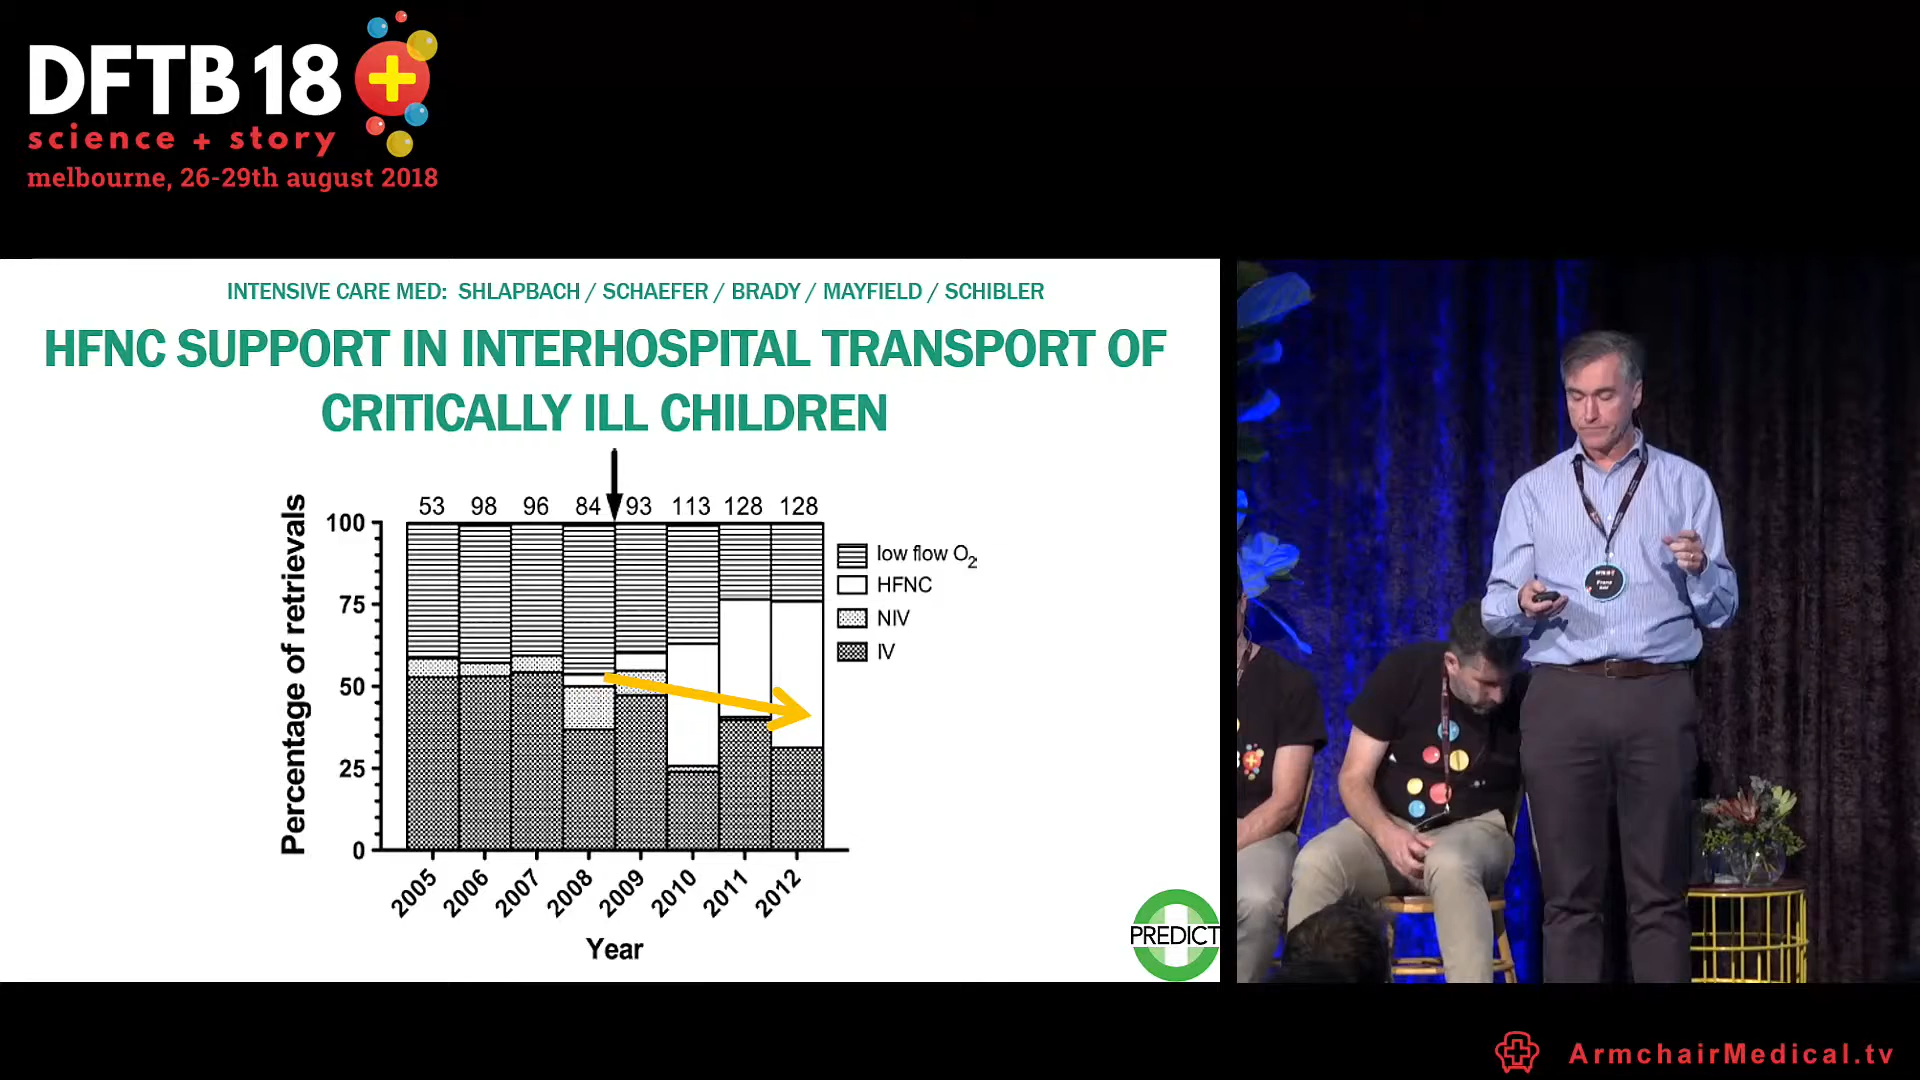 DFTB18
science + story
melbourne, 26-29th august 2018
INTENSIVE CARE MED: SHLAPBACH / SCHAEFER / BRADY / MAYFIELD / SCHIBLER
HFNC SUPPORT IN INTERHOSPITAL TRANSPORT OF
CRITICALLY ILL CHILDREN
53 98 96 84 93 113 128 128
Percentage of retrievals
100
75
50
25
0
low flow O2
HFNC
NIV
IV
2005 2006 2007 2008 2009 2010 2011 2012
Year
PREDICT
Franz
ArmchairMedical.tv